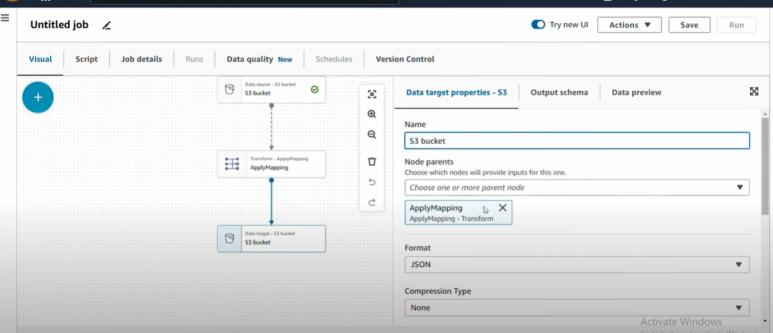 Untitled job
Try new UI
Actions
Save
Run
Visual
Script
Job details
Runs
Data quality New
Schedules
Version Control
Data source - S3 bucket
S3 bucket
Transform - ApplyMapping
ApplyMapping
Data target - S3 bucket
S3 bucket
Data target properties - S3
Output schema
Data preview
Name
S3 bucket
Node parents
Choose which nodes will provide inputs for this one.
Choose one or more parent node
ApplyMapping
ApplyMapping - Transform
Format
JSON
Compression Type
None
Activate Windows